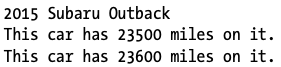 2015 Subaru Outback
This car has 23500 miles on it.
This car has 23600 miles on it.